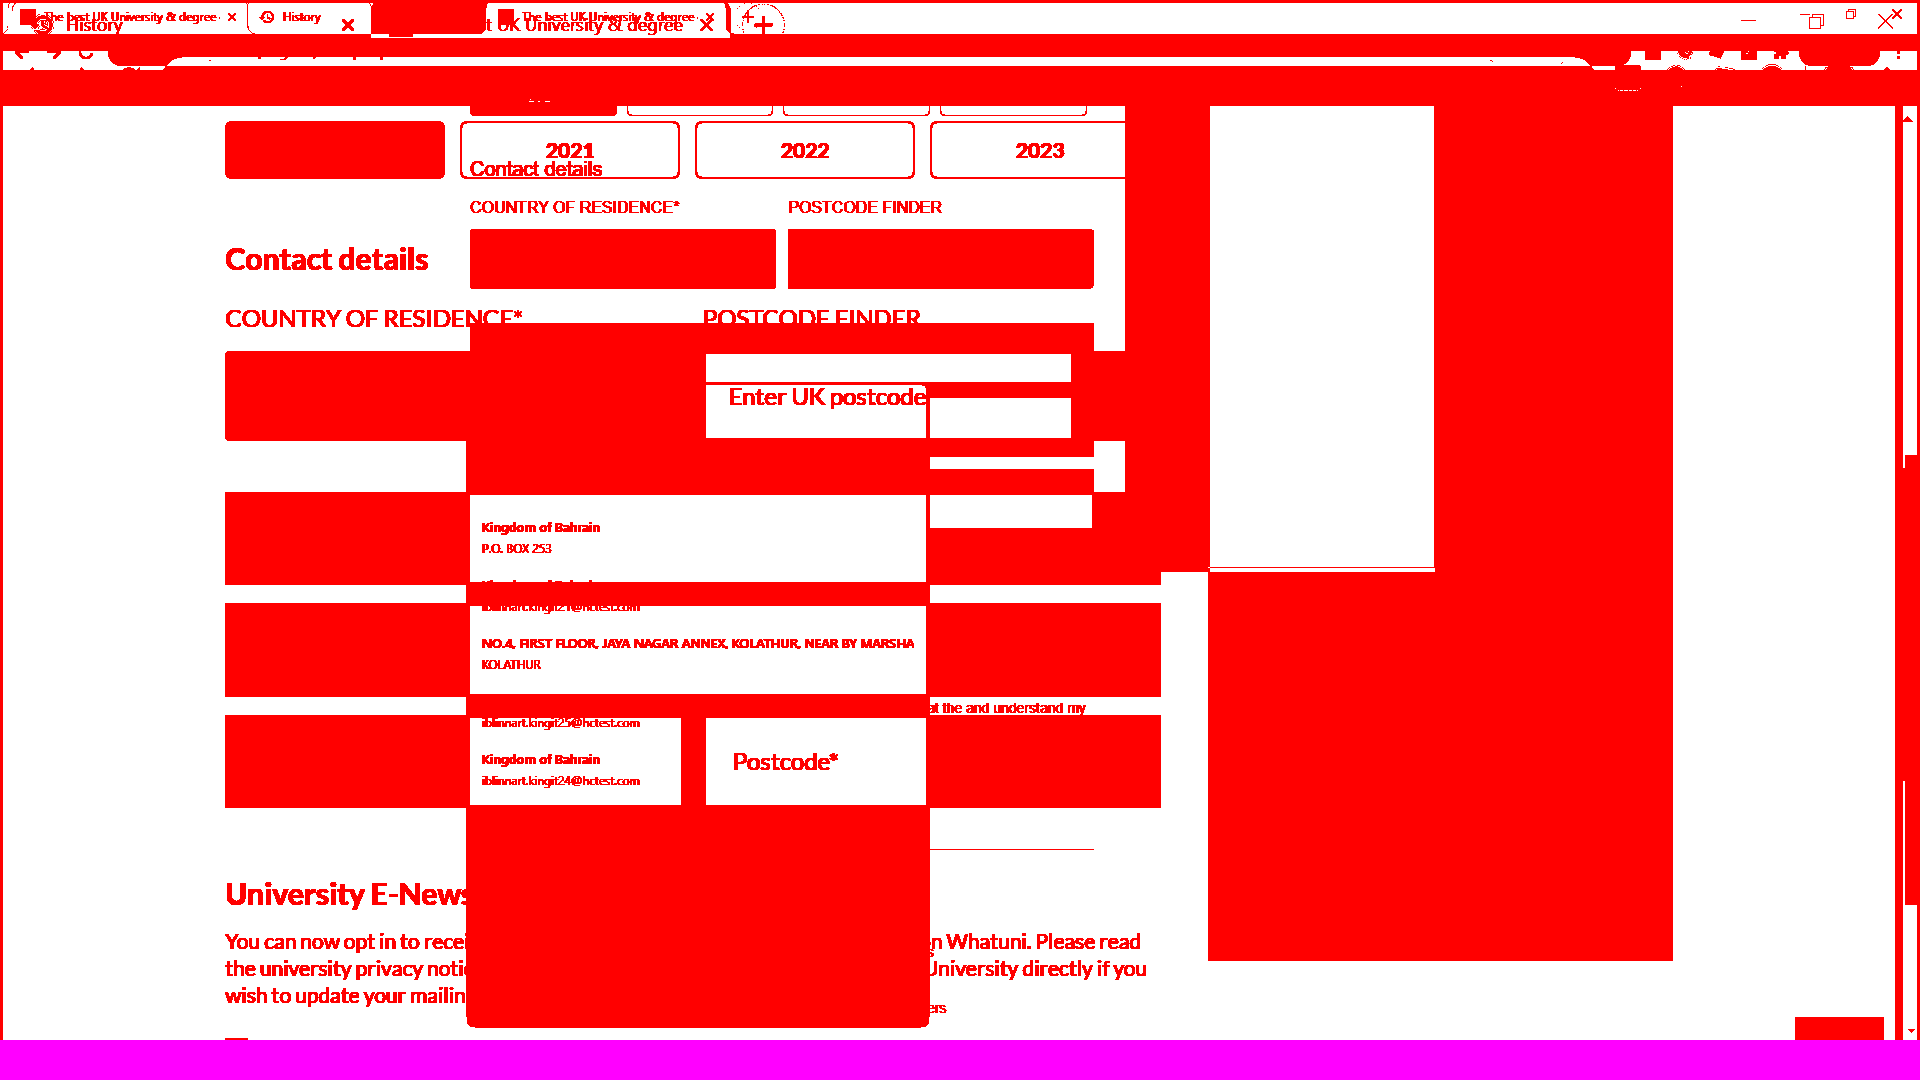 The best UK University & degree
History
The best UK University & degree
History
t UK University & degree
2021
2022
2023
Contact details
COUNTRY OF RESIDENCE*
POSTCODE FINDER
Contact details
COUNTRY OF RESIDENCE*
POSTCODE FINDER
Enter UK postcode
Kingdom of Bahrain
P.O. BOX 253
iblinnart.kingit21@hctest.com
NO.4, FIRST FLOOR, JAYA NAGAR ANNEX, KOLATHUR, NEAR BY MARSHA
KOLATHUR
at the and understand my
iblinnart.kingit25@hctest.com
Kingdom of Bahrain
Postcode*
iblinnart.kingit24@hctest.com
University E-News
You can now opt in to recei
n Whatuni. Please read
the university privacy noti
University directly if you
wish to update your mailin
ers